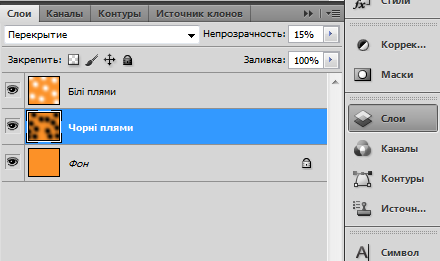 Слои Каналы Контуры Источник клонов
Перекрытие Непрозрачность: 15%
Закрепить: Заливка: 100%
Білі плями
Чорні плями
Фон
Стили
Коррек...
Маски
Слои
Каналы
Контуры
Источн...
Символ